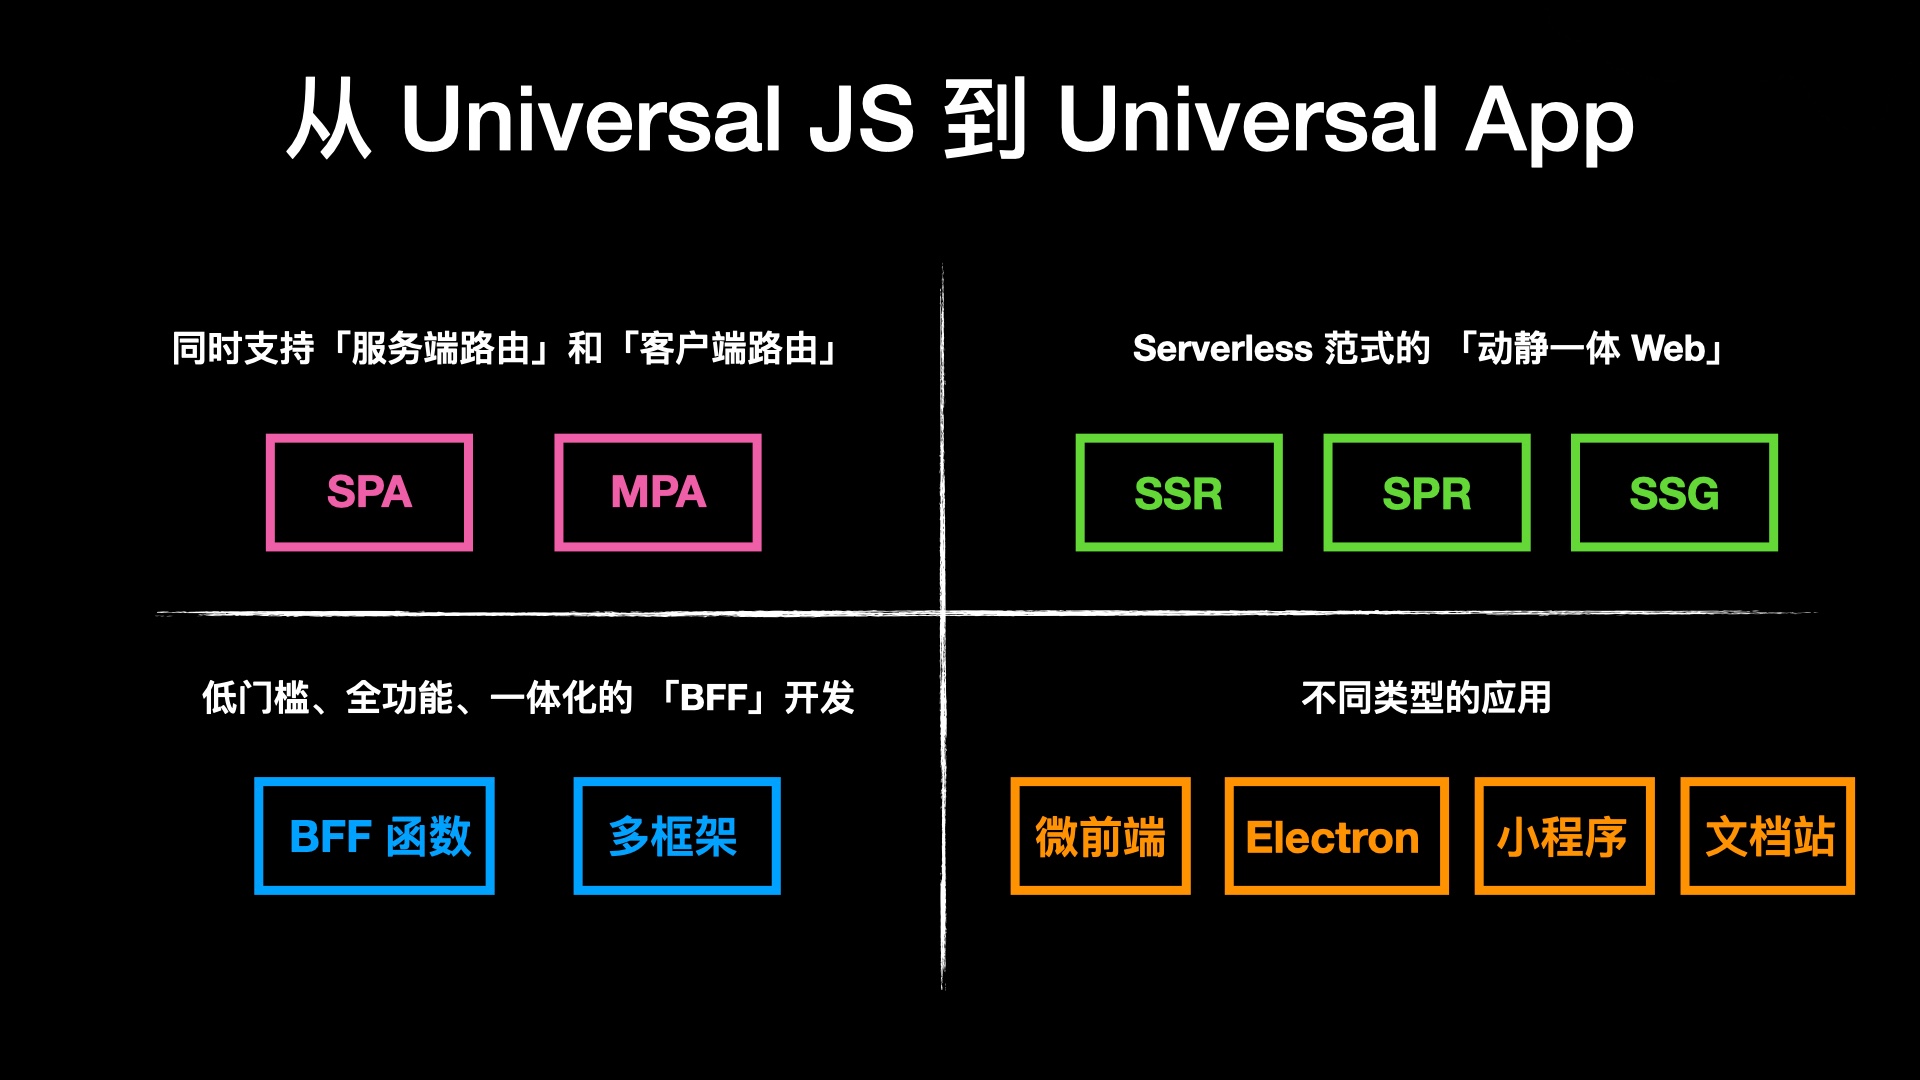 从 Universal JS 到 Universal App
同时支持「服务端路由」和「客户端路由」
SPA
MPA
Serverless 范式的 「动静一体 Web」
SSR
SPR
SSG
低门槛、全功能、一体化的 「BFF」开发
BFF 函数
多框架
不同类型的应用
微前端
Electron
小程序
文档站